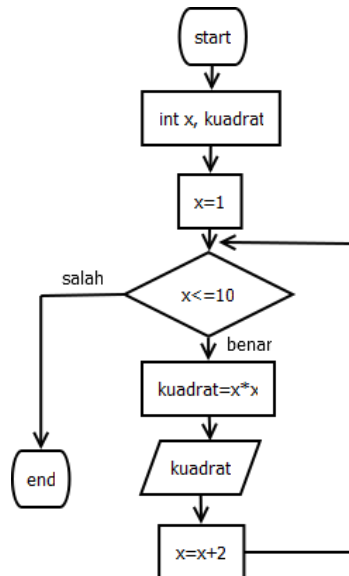 start
int x, kuadrat
x=1
salah
x<=10
benar
kuadrat=x*x
kuadrat
end
x=x+2